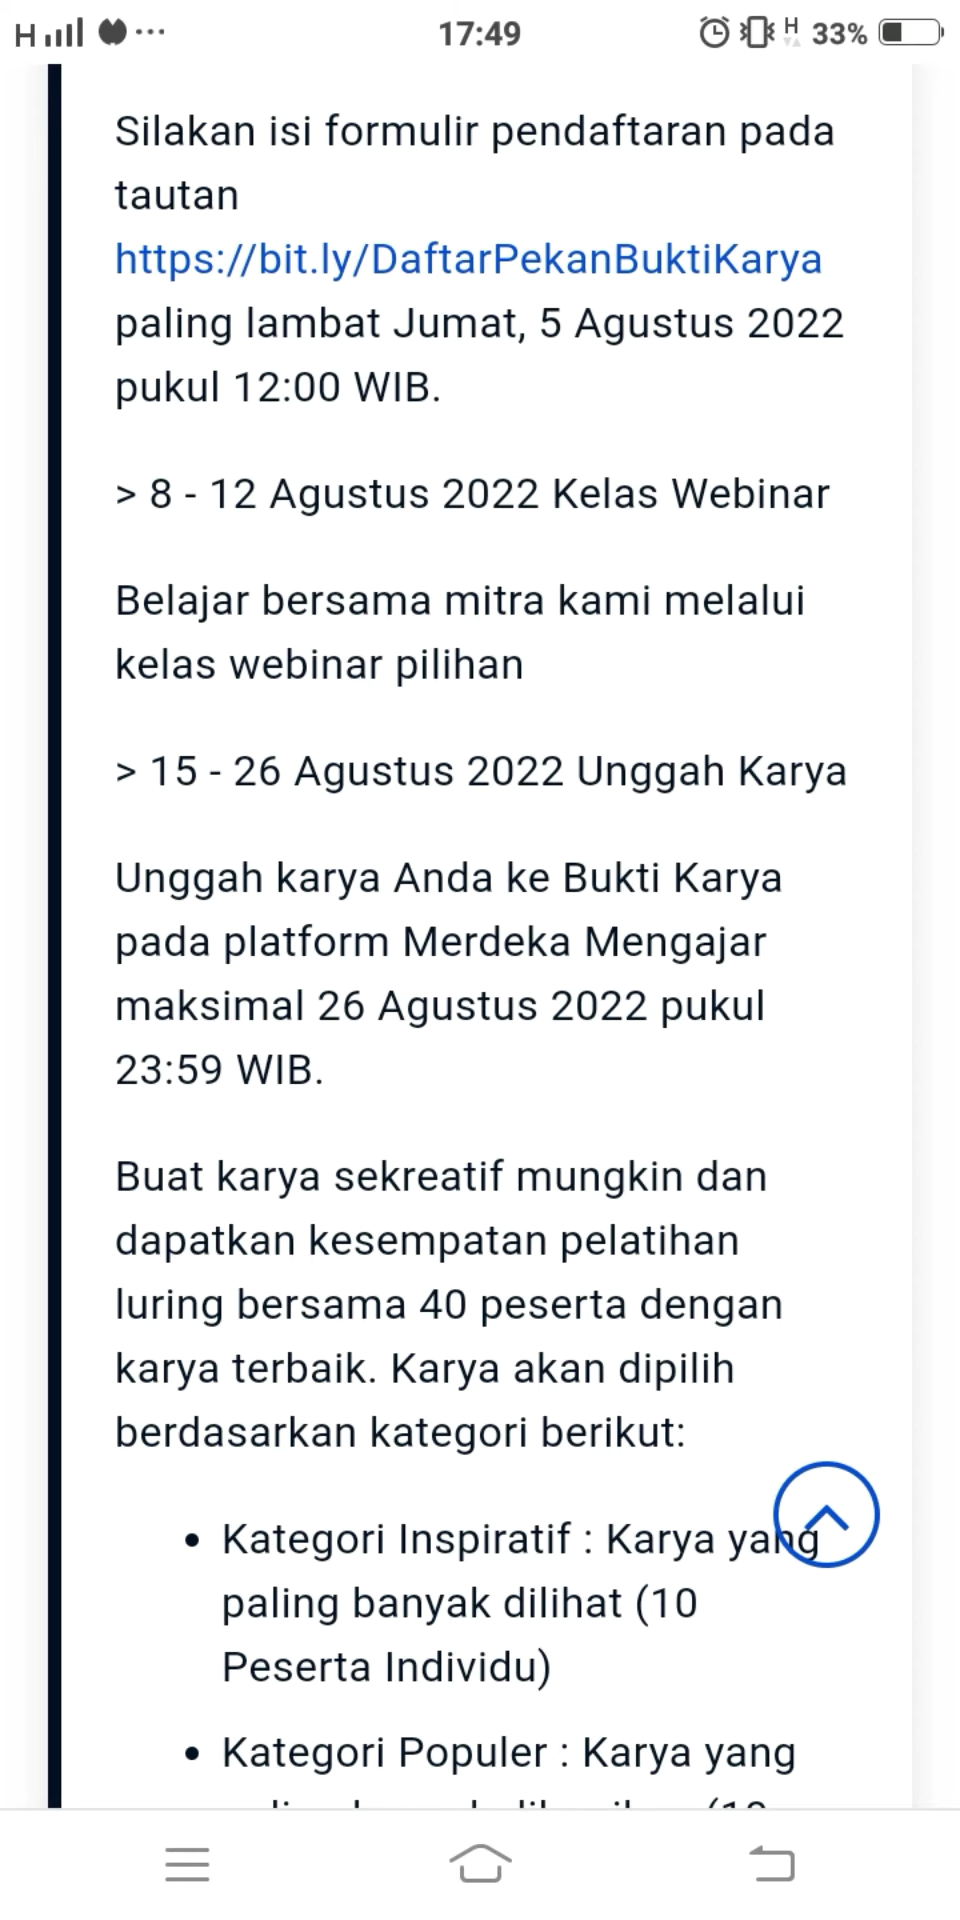 H 17:49 H 33%
Silakan isi formulir pendaftaran pada
tautan
https://bit.ly/DaftarPekanBuktiKarya
paling lambat Jumat, 5 Agustus 2022
pukul 12:00 WIB.
> 8 - 12 Agustus 2022 Kelas Webinar
Belajar bersama mitra kami melalui
kelas webinar pilihan
> 15 - 26 Agustus 2022 Unggah Karya
Unggah karya Anda ke Bukti Karya
pada platform Merdeka Mengajar
maksimal 26 Agustus 2022 pukul
23:59 WIB.
Buat karya sekreatif mungkin dan
dapatkan kesempatan pelatihan
luring bersama 40 peserta dengan
karya terbaik. Karya akan dipilih
berdasarkan kategori berikut:
• Kategori Inspiratif : Karya yang
paling banyak dilihat (10
Peserta Individu)
• Kategori Populer : Karya yang